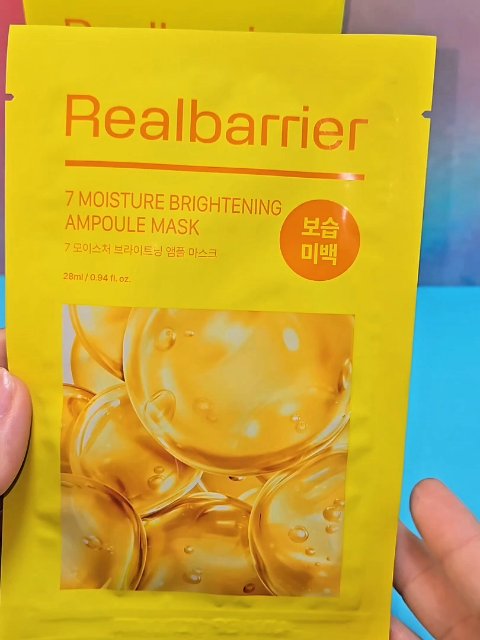 Realbarrier
7 MOISTURE BRIGHTENING
AMPOULE MASK
7 모이스처 브라이트닝 앰플 마스크
28ml / 0.94 fl. oz.
보습
미백